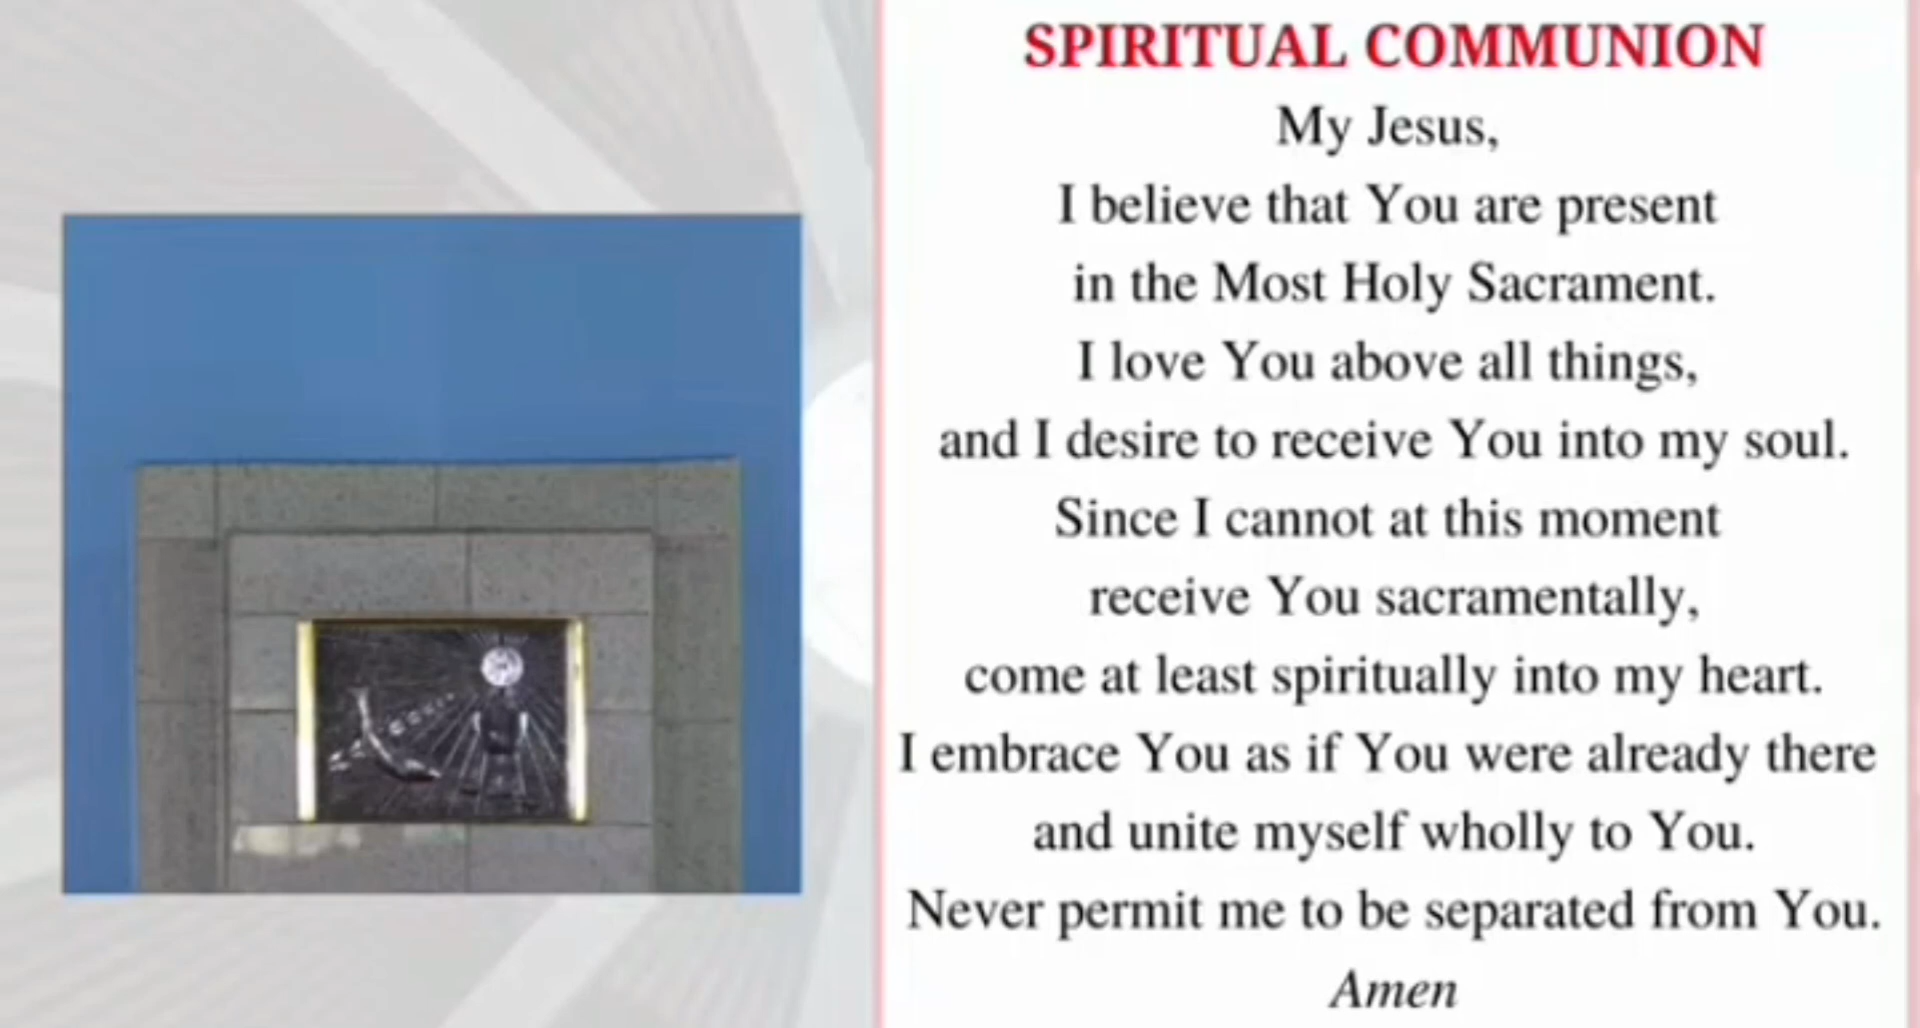 SPIRITUAL COMMUNION
My Jesus,
I believe that You are present
in the Most Holy Sacrament.
I love You above all things,
and I desire to receive You into my soul.
Since I cannot at this moment
receive You sacramentally,
come at least spiritually into my heart.
I embrace You as if You were already there
and unite myself wholly to You.
Never permit me to be separated from You.
Amen